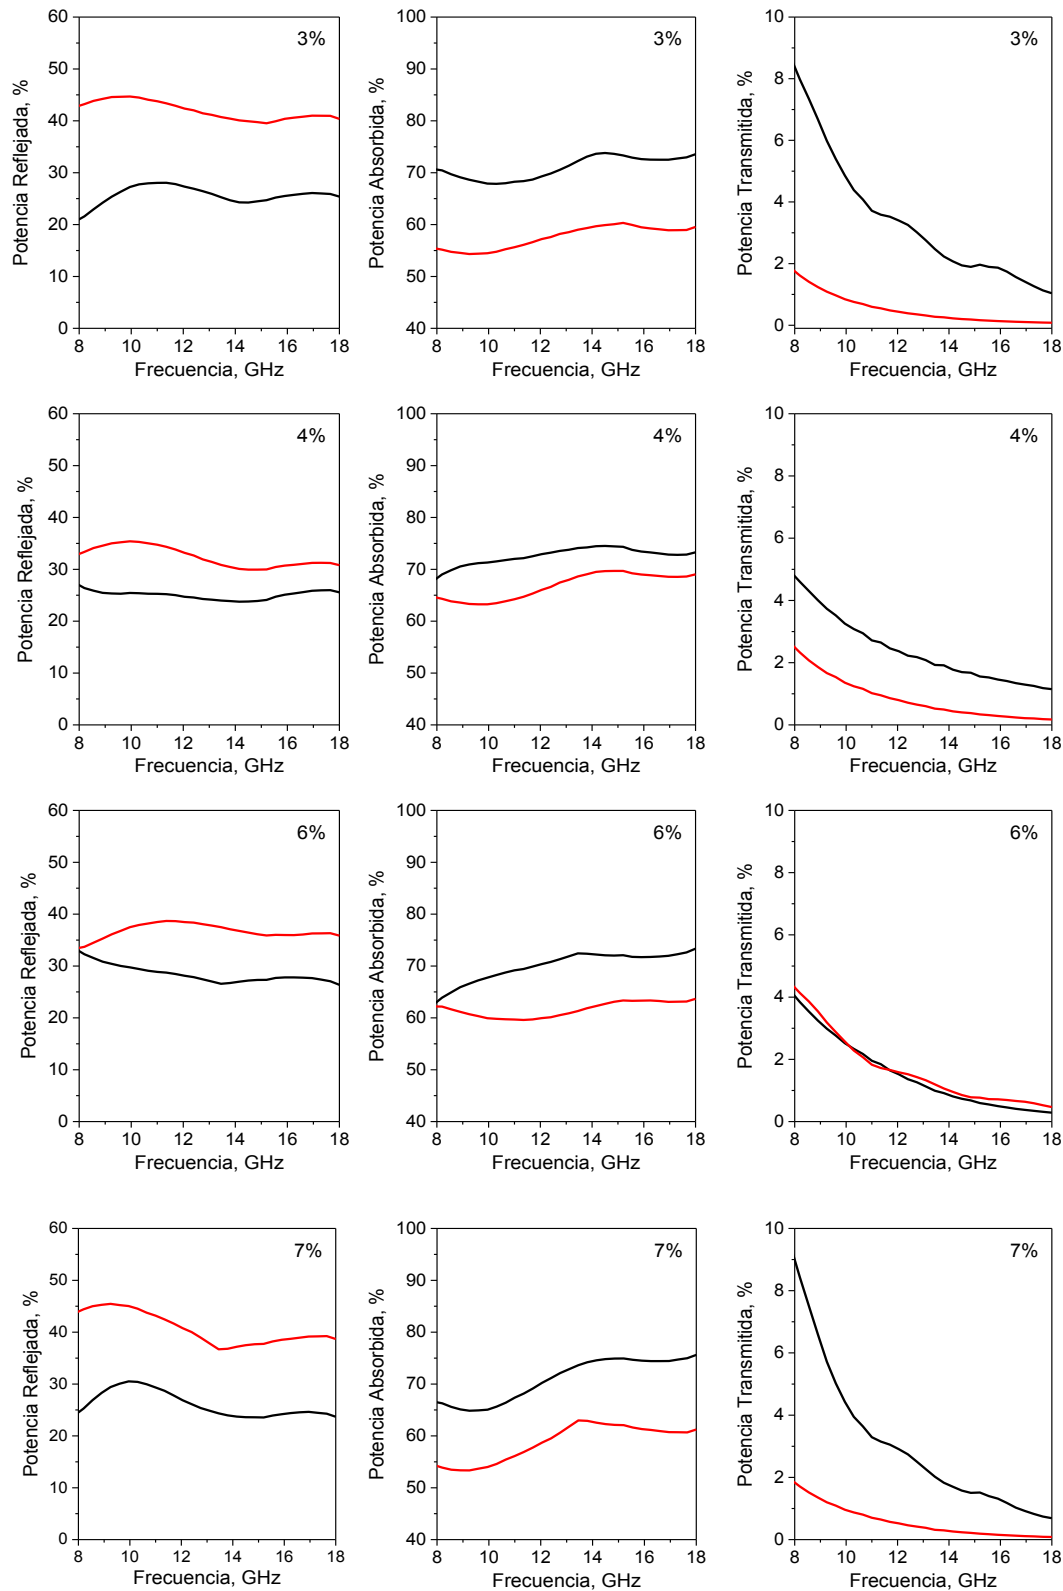 60
50
40
30
20
10
0
Potencia Reflejada, %
3%
8 10 12 14 16 18
Frecuencia, GHz
100
90
80
70
60
50
40
Potencia Absorbida, %
3%
8 10 12 14 16 18
Frecuencia, GHz
10
8
6
4
2
0
Potencia Transmitida, %
3%
8 10 12 14 16 18
Frecuencia, GHz
60
50
40
30
20
10
0
Potencia Reflejada, %
4%
8 10 12 14 16 18
Frecuencia, GHz
100
90
80
70
60
50
40
Potencia Absorbida, %
4%
8 10 12 14 16 18
Frecuencia, GHz
10
8
6
4
2
0
Potencia Transmitida, %
4%
8 10 12 14 16 18
Frecuencia, GHz
60
50
40
30
20
10
0
Potencia Reflejada, %
6%
8 10 12 14 16 18
Frecuencia, GHz
100
90
80
70
60
50
40
Potencia Absorbida, %
6%
8 10 12 14 16 18
Frecuencia, GHz
10
8
6
4
2
0
Potencia Transmitida, %
6%
8 10 12 14 16 18
Frecuencia, GHz
60
50
40
30
20
10
0
Potencia Reflejada, %
7%
8 10 12 14 16 18
Frecuencia, GHz
100
90
80
70
60
50
40
Potencia Absorbida, %
7%
8 10 12 14 16 18
Frecuencia, GHz
10
8
6
4
2
0
Potencia Transmitida, %
7%
8 10 12 14 16 18
Frecuencia, GHz